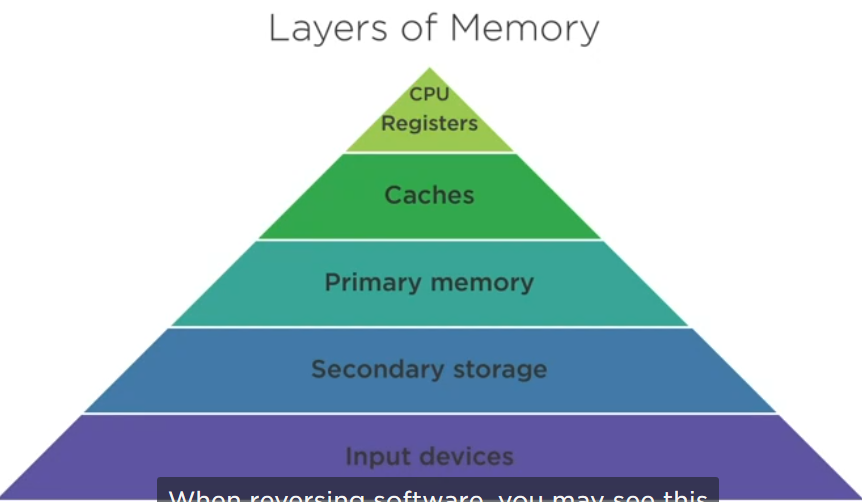 Layers of Memory
CPU
Registers
Caches
Primary memory
Secondary storage
Input devices
When reversing software, you may see this